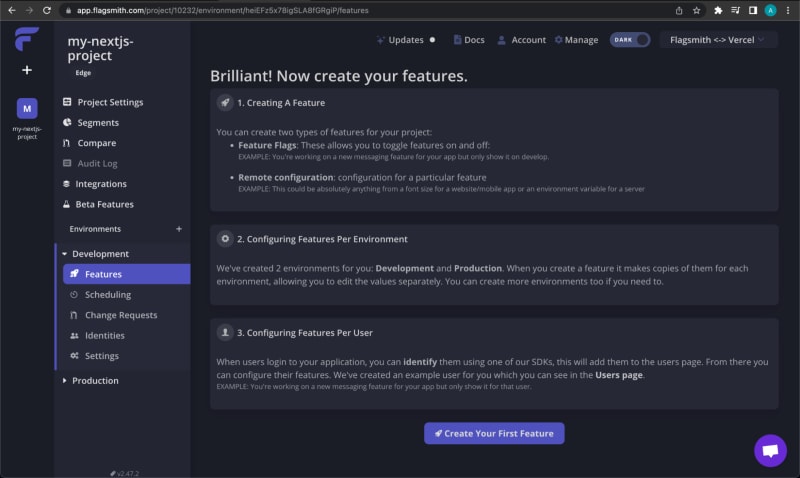 app.flagsmith.com/project/10232/environment/heiEFz5x7BigSLA8fGRgiP/features
A
my-nextjs-
project
Edge
Updates
Docs
Account
Manage
DARK
Flagsmith <-> Vercel
M
my-nextjs-
project
Project Settings
Segments
Compare
Audit Log
Integrations
Beta Features
Environments +
Development
Features
Scheduling
Change Requests
Identities
Settings
Production
v2.47.2
Brilliant! Now create your features.
1. Creating A Feature
You can create two types of features for your project:
• Feature Flags: These allows you to toggle features on and off:
EXAMPLE: You're working on a new messaging feature for your app but only show it on develop.
• Remote configuration: configuration for a particular feature
EXAMPLE: This could be absolutely anything from a font size for a website/mobile app or an environment variable for a server
2. Configuring Features Per Environment
We've created 2 environments for you: Development and Production. When you create a feature it makes copies of them for each
environment, allowing you to edit the values separately. You can create more environments too if you need to.
3. Configuring Features Per User
When users login to your application, you can identify them using one of our SDKs, this will add them to the users page. From there you
can configure their features. We've created an example user for you which you can see in the Users page.
EXAMPLE: You're working on a new messaging feature for your app but only show it for that user.
Create Your First Feature